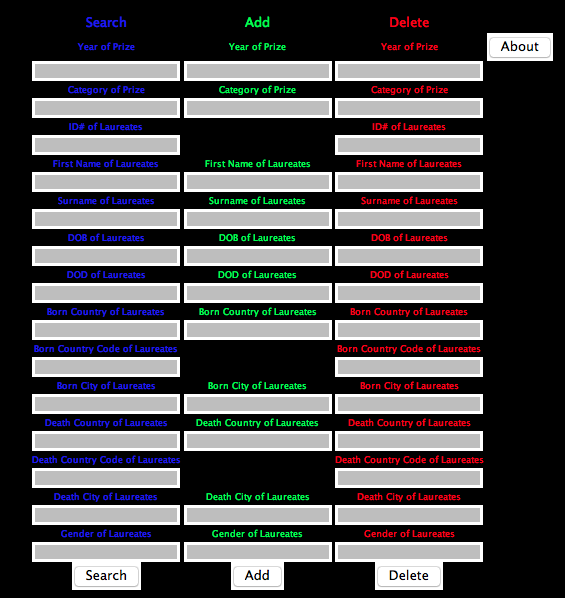 Search Add Delete
Year of Prize Year of Prize Year of Prize About
Category of Prize Category of Prize Category of Prize
ID# of Laureates ID# of Laureates
First Name of Laureates First Name of Laureates First Name of Laureates
Surname of Laureates Surname of Laureates Surname of Laureates
DOB of Laureates DOB of Laureates DOB of Laureates
DOD of Laureates DOD of Laureates DOD of Laureates
Born Country of Laureates Born Country of Laureates Born Country of Laureates
Born Country Code of Laureates Born Country Code of Laureates
Born City of Laureates Born City of Laureates Born City of Laureates
Death Country of Laureates Death Country of Laureates Death Country of Laureates
Death Country Code of Laureates Death Country Code of Laureates
Death City of Laureates Death City of Laureates Death City of Laureates
Gender of Laureates Gender of Laureates Gender of Laureates
Search Add Delete